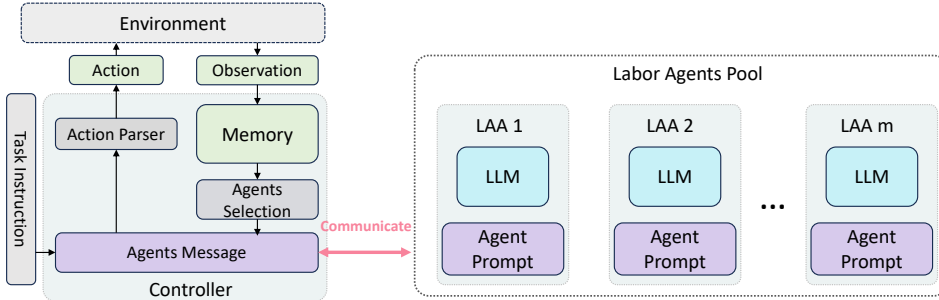 Environment
Action
Observation
Task Instruction
Action Parser
Memory
Agents
Selection
Agents Message
Controller
Communicate
Labor Agents Pool
LAA 1
LLM
Agent
Prompt
LAA 2
LLM
Agent
Prompt
...
LAA m
LLM
Agent
Prompt